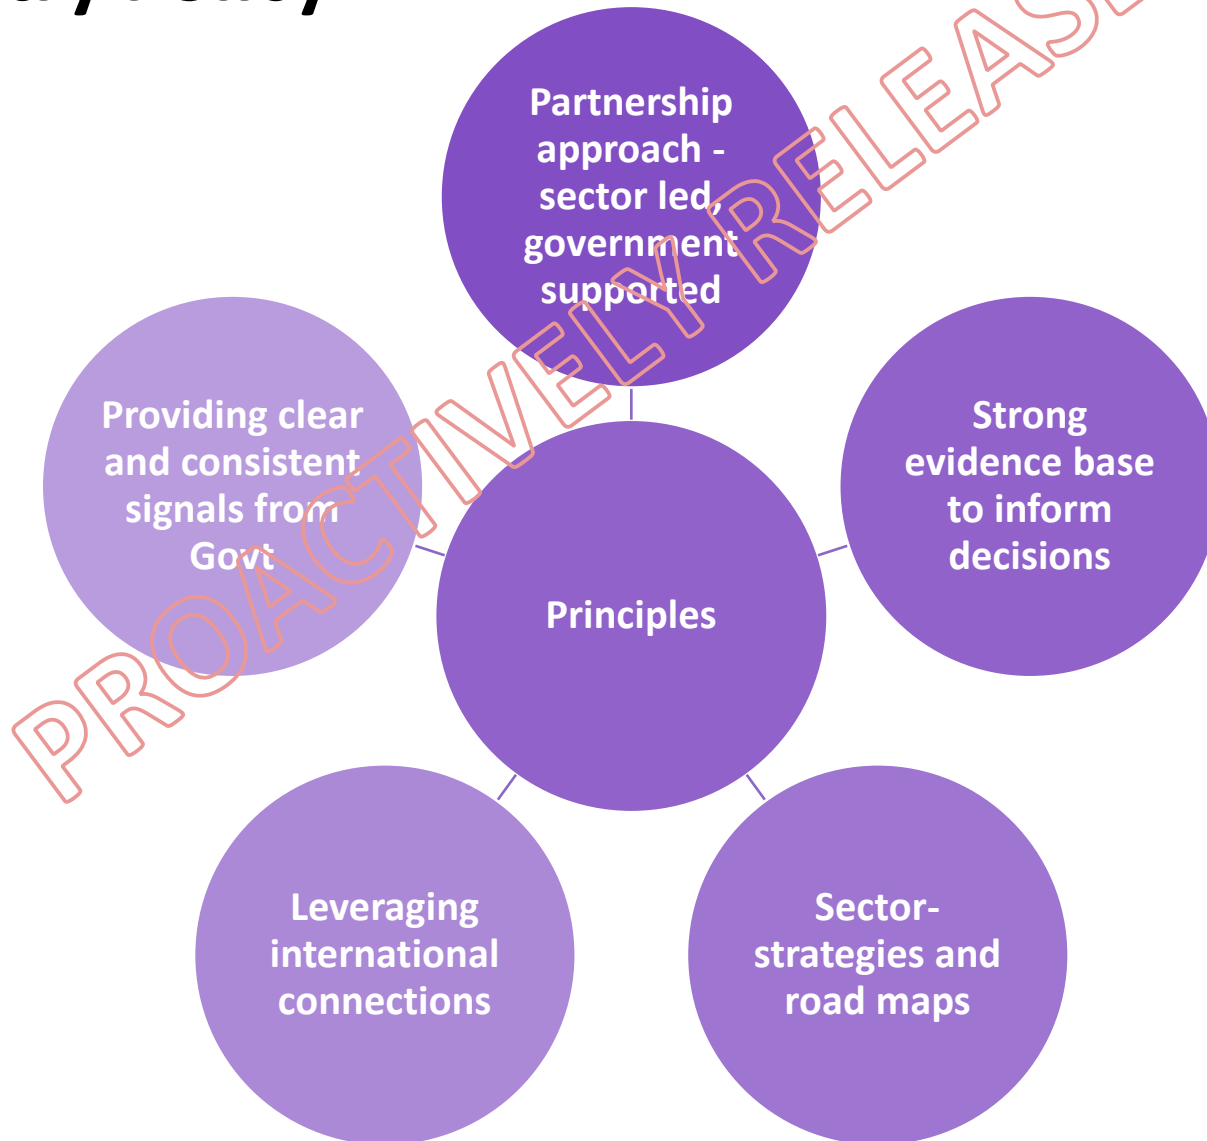 Partnership
approach -
sector led,
government
supported
Strong
evidence base
to inform
decisions
Sector-
strategies and
road maps
Leveraging
international
connections
Providing clear
and consistent
signals from
Govt
Principles
PROACTIVELY